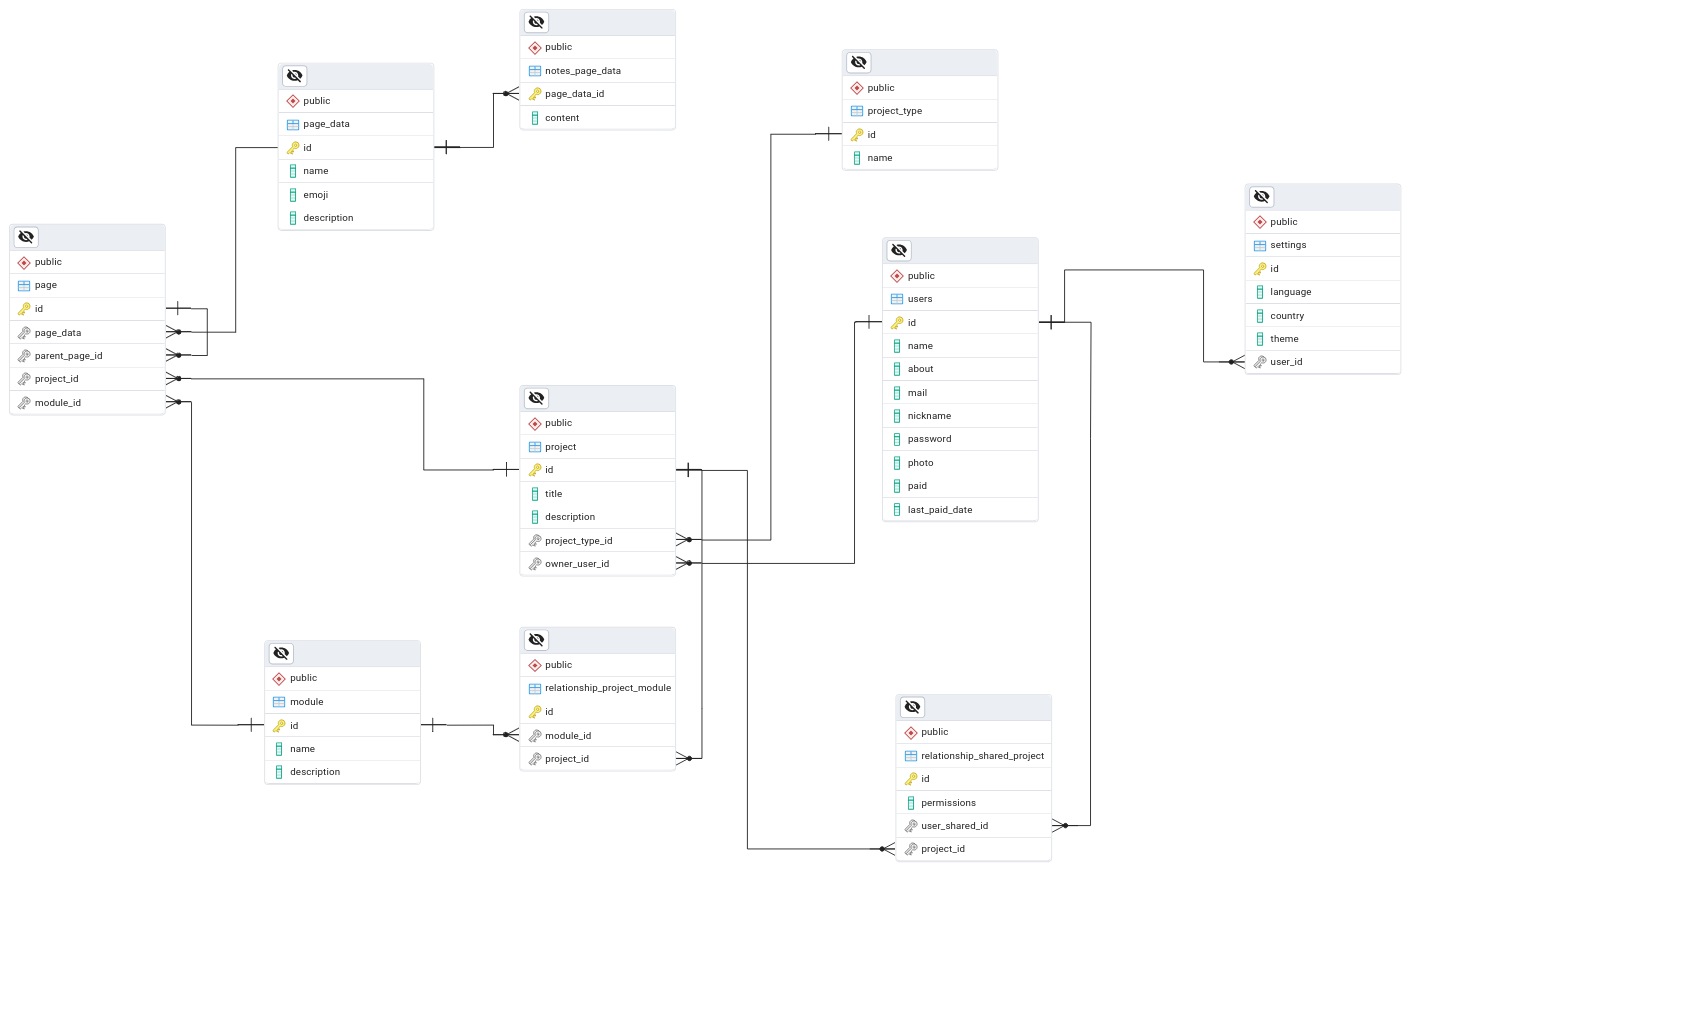 public
notes_page_data
page_data_id
content
public
page_data
id
name
emoji
description
public
project_type
id
name
public
settings
id
language
country
theme
user_id
public
page
id
page_data
parent_page_id
project_id
module_id
public
users
id
name
about
mail
nickname
password
photo
paid
last_paid_date
public
project
id
title
description
project_type_id
owner_user_id
public
module
id
name
description
public
relationship_project_module
id
module_id
project_id
public
relationship_shared_project
id
permissions
user_shared_id
project_id